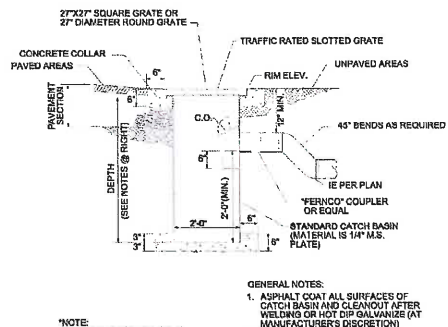 27"X27" SQUARE GRATE OR
27" DIAMETER ROUND GRATE
TRAFFIC RATED SLOTTED GRATE
CONCRETE COLLAR
6"
PAVED AREAS
RIM ELEV.
UNPAVED AREAS
6"
PAVEMENT
SECTION
C.O.
12" MIN.
45° BENDS AS REQUIRED
DEPTH
(SEE NOTES @ RIGHT)
6"
2'-0"(MIN.)
IE PER PLAN
"FERNCO" COUPLER
OR EQUAL
2'-0"
6"
STANDARD CATCH BASIN
(MATERIAL IS 1/4" M.S.
PLATE)
3"
3"
6"
GENERAL NOTES:
1. ASPHALT COAT ALL SURFACES OF
CATCH BASIN AND CLEANOUT AFTER
WELDING OR HOT DIP GALVANIZE (AT
MANUFACTURER'S DISCRETION)
*NOTE: